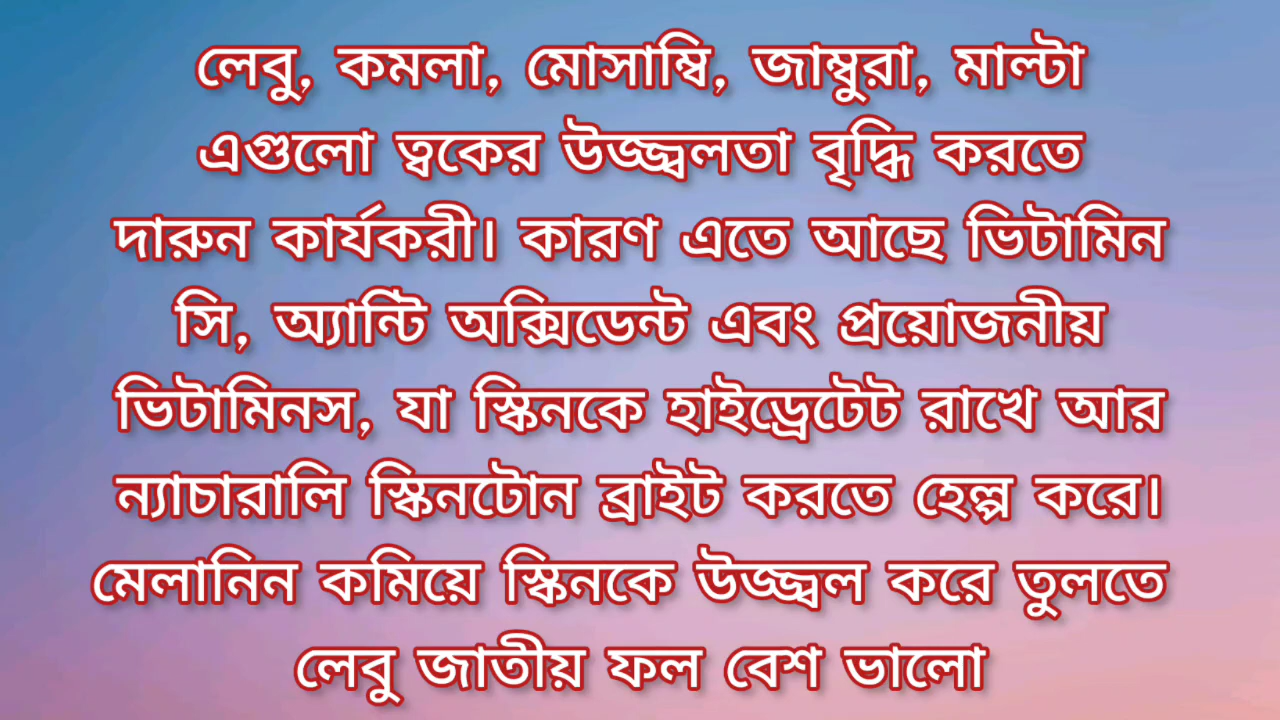 লেবু, কমলা, মোসাম্বি, জাম্বুরা, মাল্টা
এগুলো ত্বকের উজ্জ্বলতা বৃদ্ধি করতে
দারুন কার্যকরী। কারণ এতে আছে ভিটামিন
সি, অ্যান্টি অক্সিডেন্ট এবং প্রয়োজনীয়
ভিটামিনস, যা স্কিনকে হাইড্রেটেট রাখে আর
ন্যাচারালি স্কিনটোন ব্রাইট করতে হেল্প করে।
মেলানিন কমিয়ে স্কিনকে উজ্জ্বল করে তুলতে
লেবু জাতীয় ফল বেশ ভালো